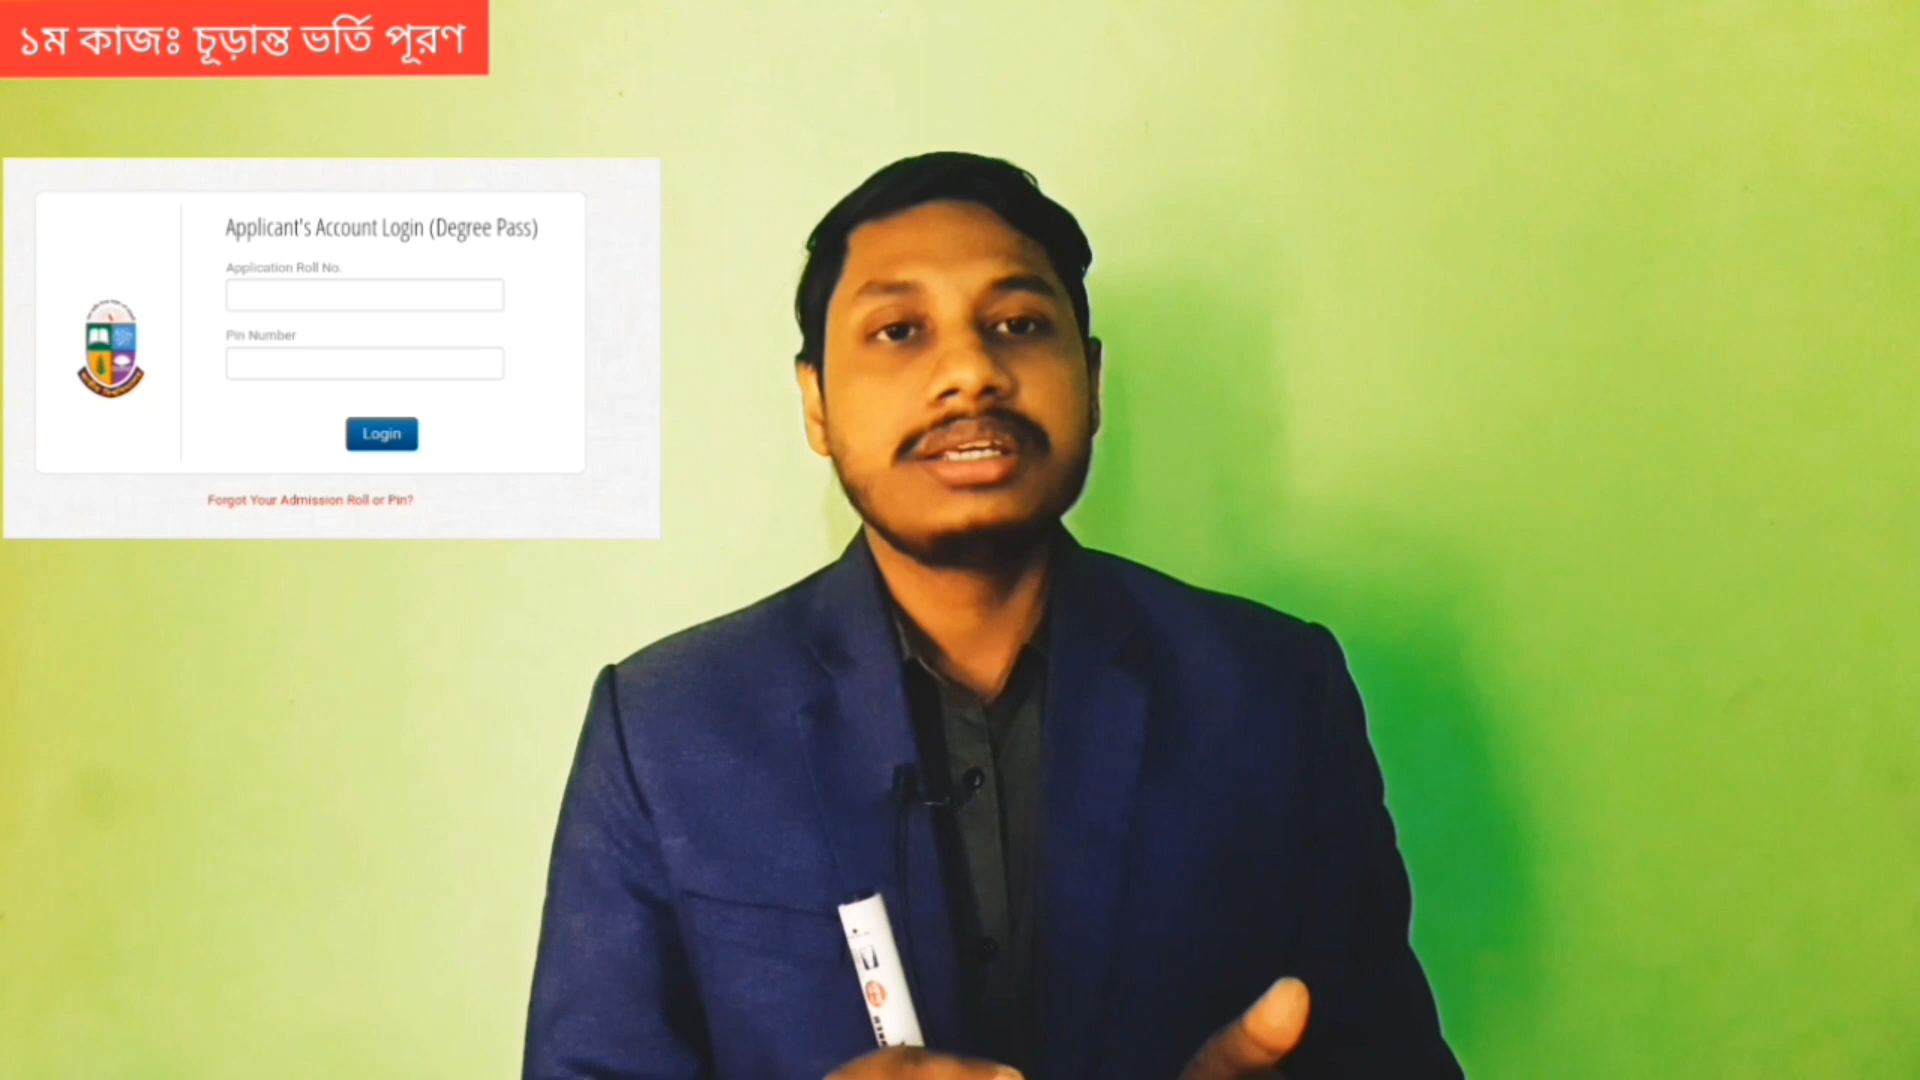 ১ম কাজঃ চূড়ান্ত ভর্তি পূরণ
Applicant's Account Login (Degree Pass)
Application Roll No.
Pin Number
Login
Forgot Your Admission Roll or Pin?